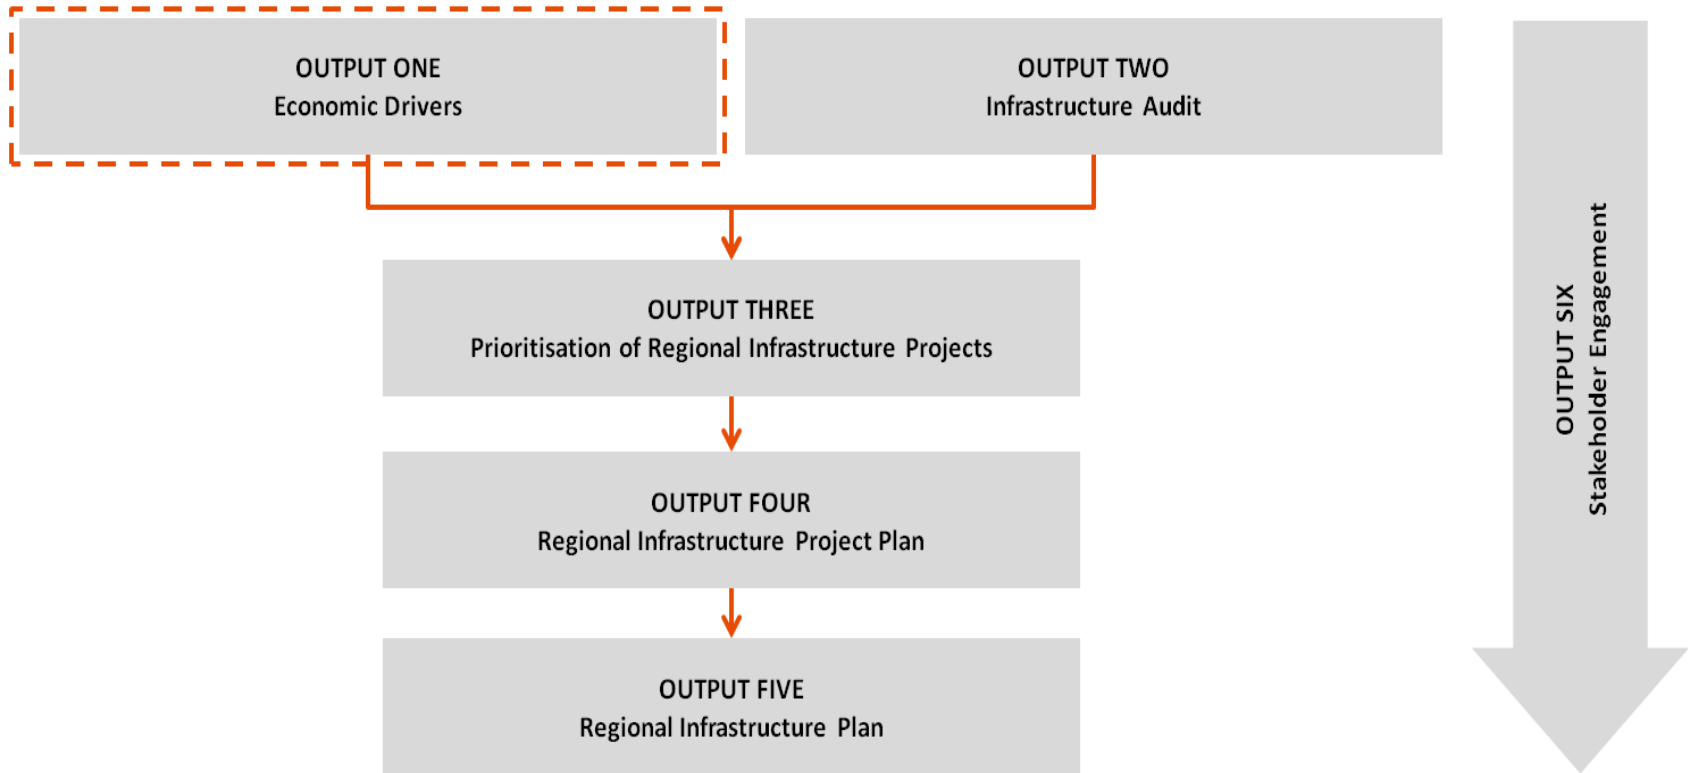 OUTPUT ONE
Economic Drivers
OUTPUT TWO
Infrastructure Audit
OUTPUT THREE
Prioritisation of Regional Infrastructure Projects
OUTPUT FOUR
Regional Infrastructure Project Plan
OUTPUT FIVE
Regional Infrastructure Plan
OUTPUT SIX
Stakeholder Engagement